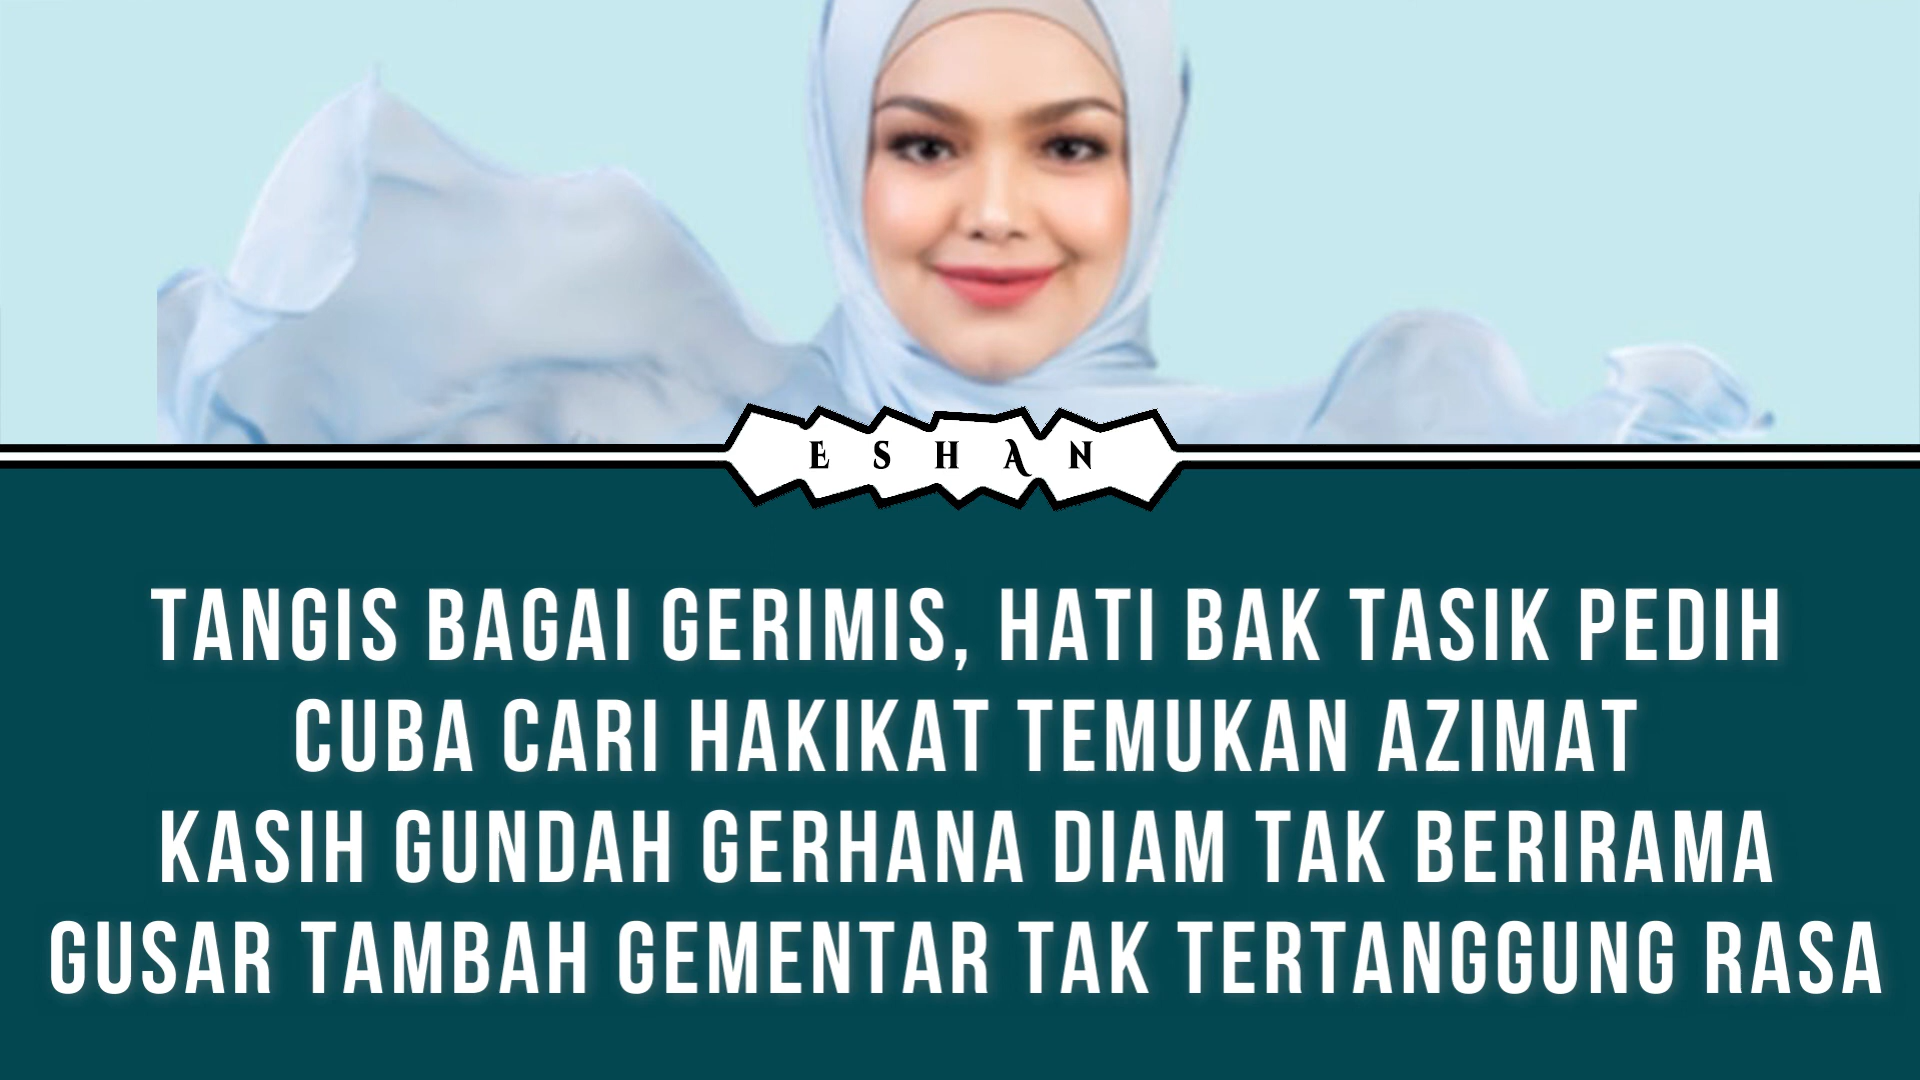 E S H A N
TANGIS BAGAI GERIMIS, HATI BAK TASIK PEDIH
CUBA CARI HAKIKAT TEMUKAN AZIMAT
KASIH GUNDAH GERHANA DIAM TAK BERIRAMA
GUSAR TAMBAH GEMENTAR TAK TERTANGGUNG RASA